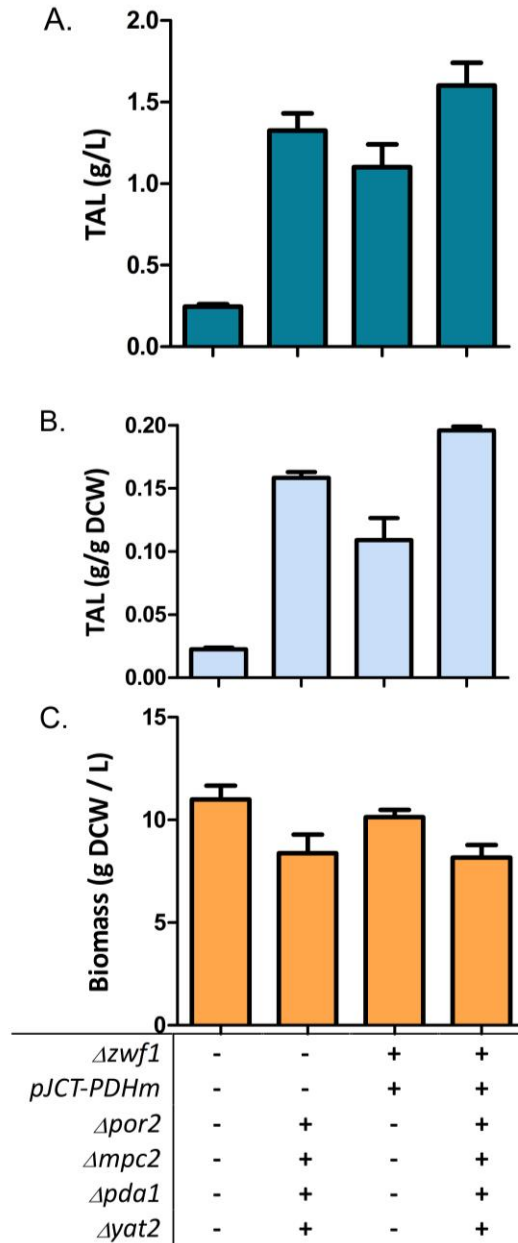 A.
TAL (g/L)
2.0
1.5
1.0
0.5
0.0
B.
TAL (g/g DCW)
0.20
0.15
0.10
0.05
0.00
C.
Biomass (g DCW / L)
15
10
5
0
Δzwf1 - - + +
pJCT-PDHm - - + +
Δpor2 - + - +
Δmpc2 - + - +
Δpda1 - + - +
Δyat2 - + - +